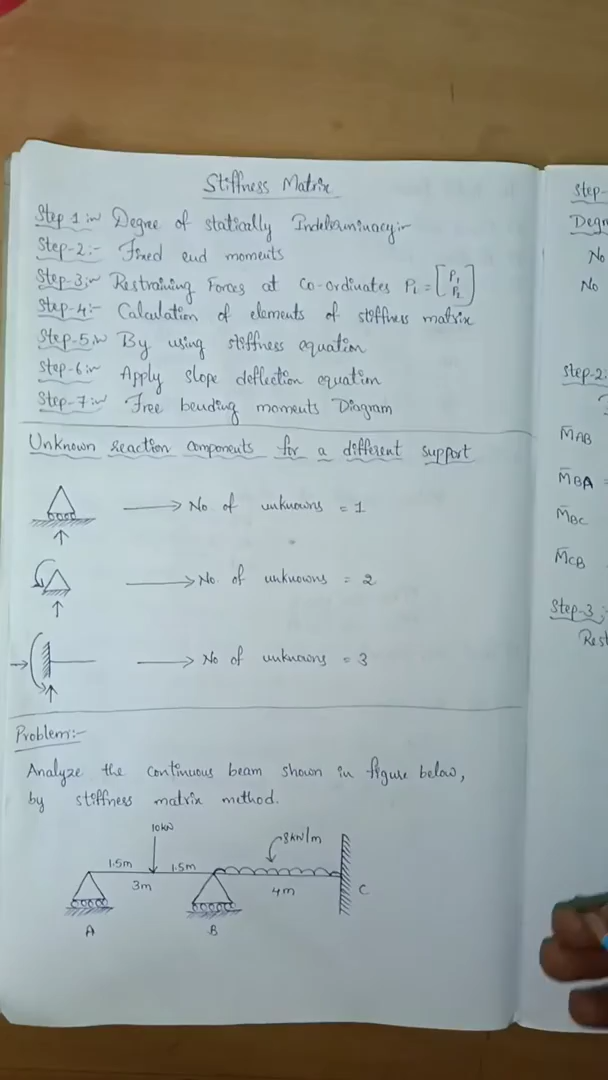 Stiffness Matrix
Step 1:- Degree of statically Indeterminacy:-
Step-2:- Fixed end moments
Step-3:- Restraining Forces at co-ordinates PL = [P1 P2]
Step-4:- Calculation of elements of stiffness matrix
Step-5:- By using stiffness equation
Step-6:- Apply slope deflection equation
Step-7:- Free bending moments Diagram
Unknown reaction components for a different support
No of unknowns = 1
No of unknowns = 2
No of unknowns = 3
Problem:-
Analyze the continuous beam shown in figure below,
by stiffness matrix method.
10kN
8kN/m
1.5m 1.5m
3m 4m C
A B
Step-
No
No
Step-2:
M̅AB
M̅BA =
M̅BC
M̅CB
Step-3:-